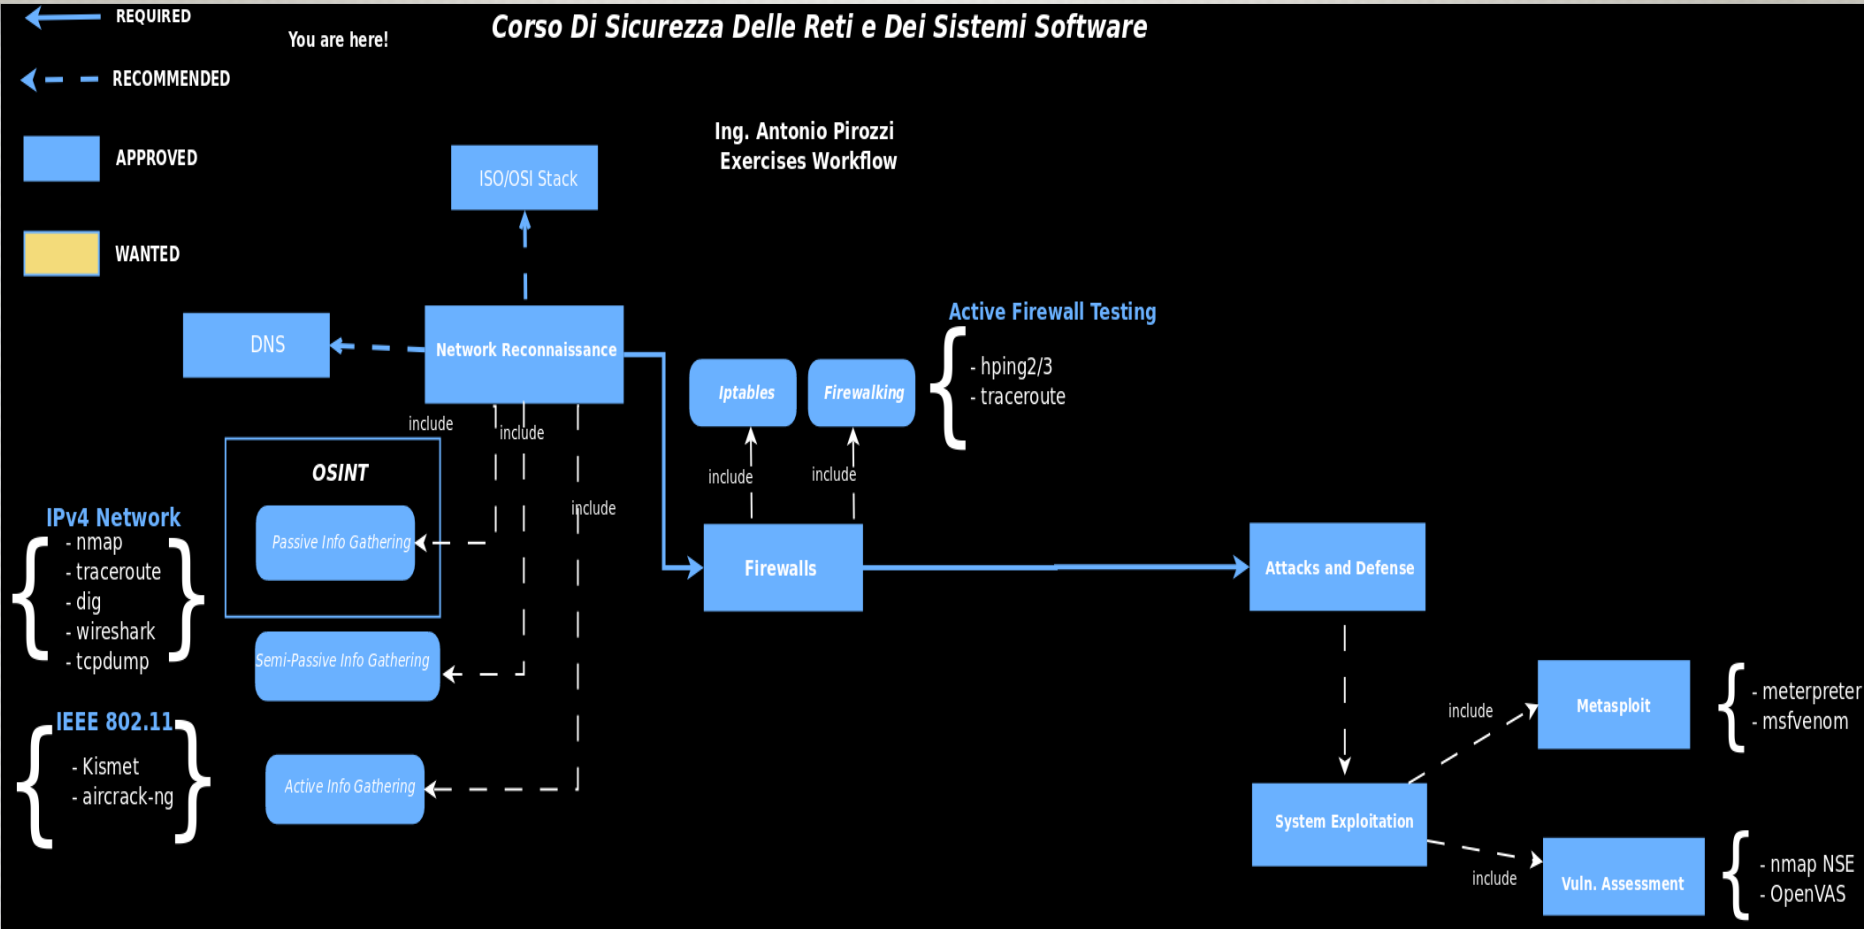 REQUIRED
You are here!
Corso Di Sicurezza Delle Reti e Dei Sistemi Software
RECOMMENDED
Ing. Antonio Pirozzi
Exercises Workflow
APPROVED
ISO/OSI Stack
WANTED
DNS
Network Reconnaissance
Active Firewall Testing
- hping2/3
- traceroute
Iptables
Firewalking
include
include
include
include
include
OSINT
Passive Info Gathering
Semi-Passive Info Gathering
Active Info Gathering
IPv4 Network
- nmap
- traceroute
- dig
- wireshark
- tcpdump
IEEE 802.11
- Kismet
- aircrack-ng
Firewalls
Attacks and Defense
System Exploitation
include
Metasploit
- meterpreter
- msfvenom
include
Vuln. Assessment
- nmap NSE
- OpenVAS